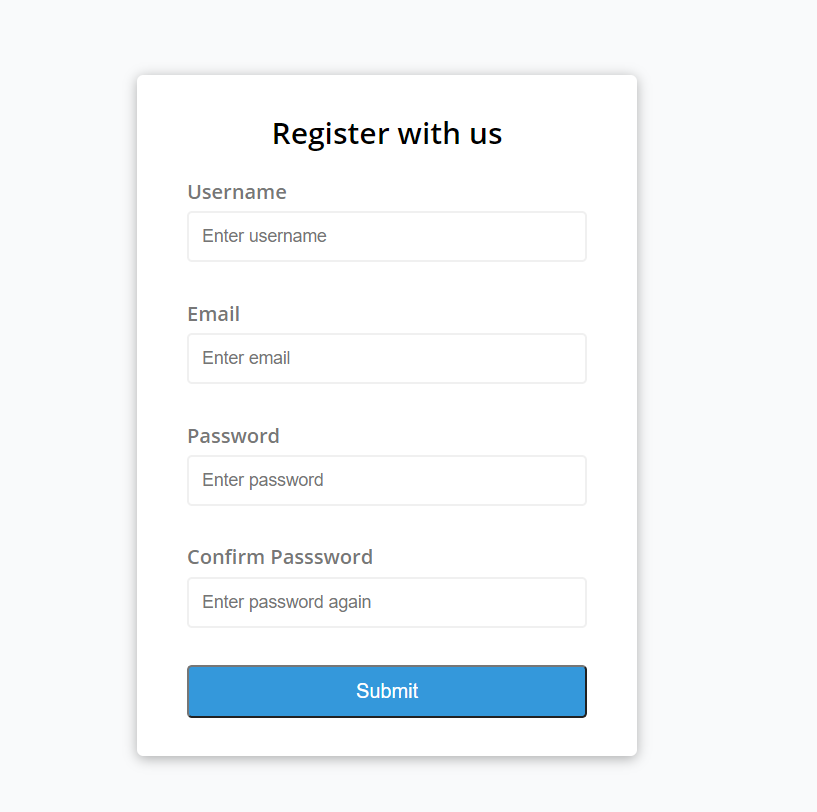 Register with us
Username
Enter username
Email
Enter email
Password
Enter password
Confirm Passsword
Enter password again
Submit